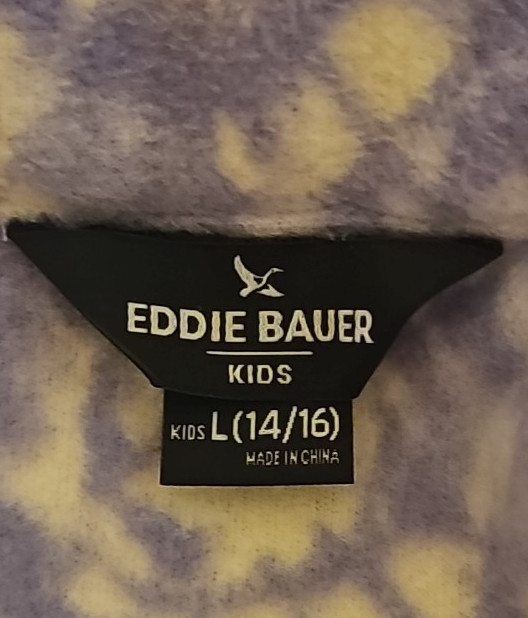 EDDIE BAUER
KIDS
KIDS L (14/16)
MADE IN CHINA